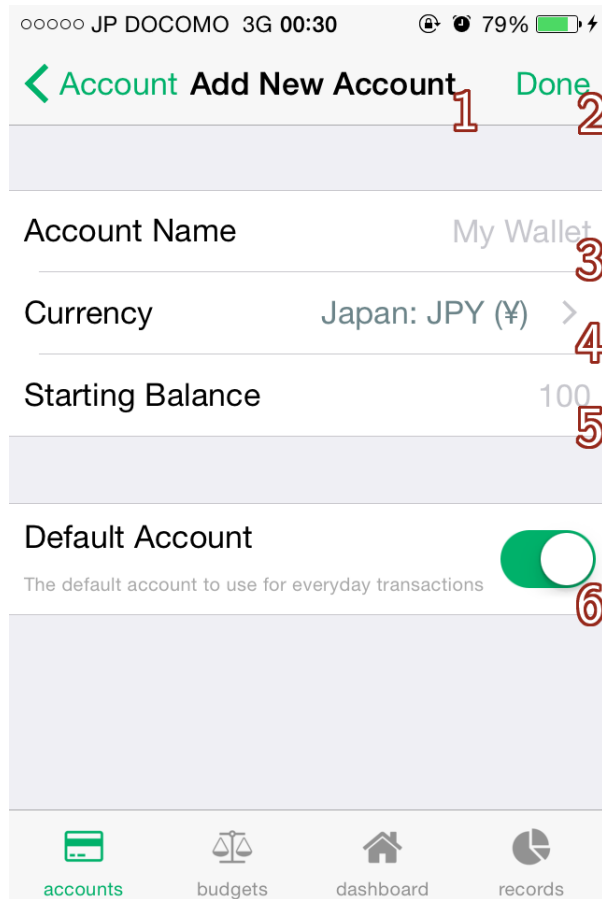 JP DOCOMO 3G 00:30 79%
Account Add New Account Done
1
2
Account Name My Wallet
3
Currency Japan: JPY (¥)
4
Starting Balance 100
5
Default Account
The default account to use for everyday transactions
6
accounts budgets dashboard records